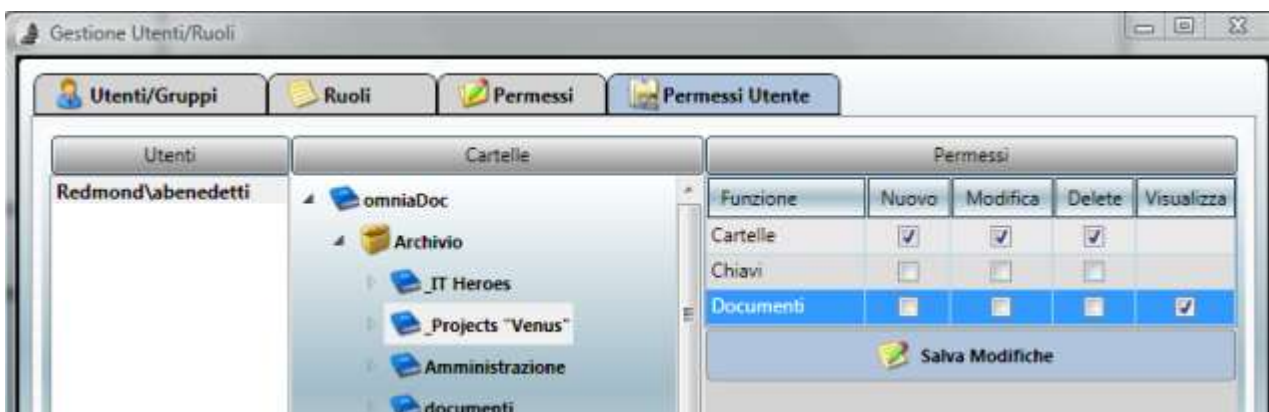 Gestione Utenti/Ruoli
Utenti/Gruppi Ruoli Permessi Permessi Utente
Utenti Cartelle Permessi
Redmond\abenedetti
omniaDoc
Archivio
_IT Heroes
_Projects "Venus"
Amministrazione
documenti
Funzione Nuovo Modifica Delete Visualizza
Cartelle
Chiavi
Documenti
Salva Modifiche